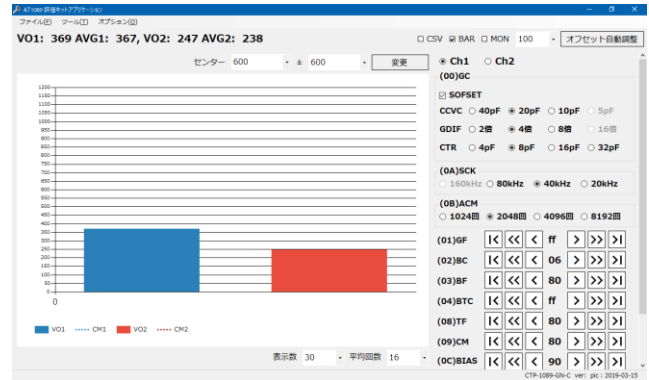 AT1089 評価キットアプリケーション
ファイル(F) ツール(T) オプション(O)
VO1: 369 AVG1: 367, VO2: 247 AVG2: 238
CSV BAR MON 100 オフセット自動調整
センター 600 ± 600 変更
Ch1 Ch2
(00)GC
SOFSET
CCVC 40pF 20pF 10pF 5pF
GDIF 2倍 4倍 8倍 16倍
CTR 4pF 8pF 16pF 32pF
(0A)SCK
160kHz 80kHz 40kHz 20kHz
(0B)ACM
1024回 2048回 4096回 8192回
(01)GF |< << < ff > >> >|
(02)BC |< << < 06 > >> >|
(03)BF |< << < 80 > >> >|
(04)BTC |< << < ff > >> >|
(08)TF |< << < 80 > >> >|
(09)CM |< << < 80 > >> >|
(0C)BIAS |< << < 90 > >> >|
1200
1150
1100
1050
1000
950
900
850
800
750
700
650
600
550
500
450
400
350
300
250
200
150
100
50
0
0
VO1 CM1 VO2 CM2
表示数 30 平均回数 16
CTP-1089-GN-C ver: pic : 2019-03-15